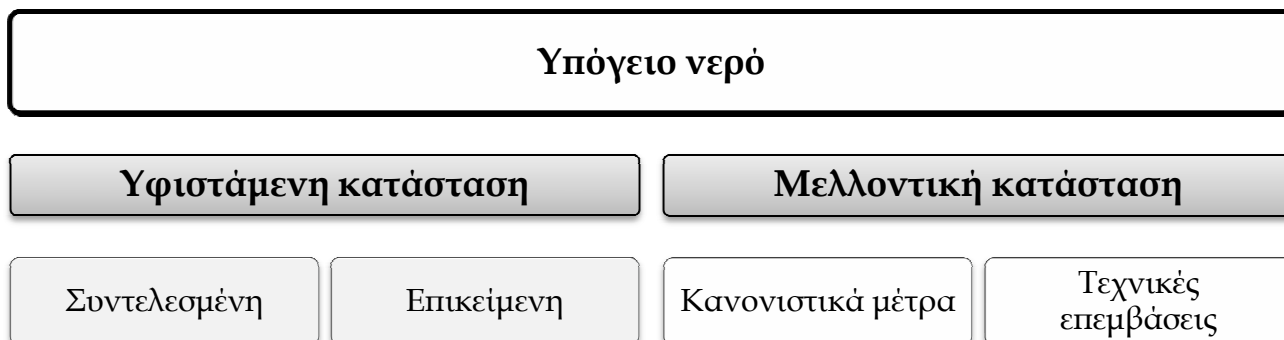 Υπόγειο νερό
Υφιστάμενη κατάσταση
Μελλοντική κατάσταση
Συντελεσμένη
Επικείμενη
Κανονιστικά μέτρα
Τεχνικές
επεμβάσεις